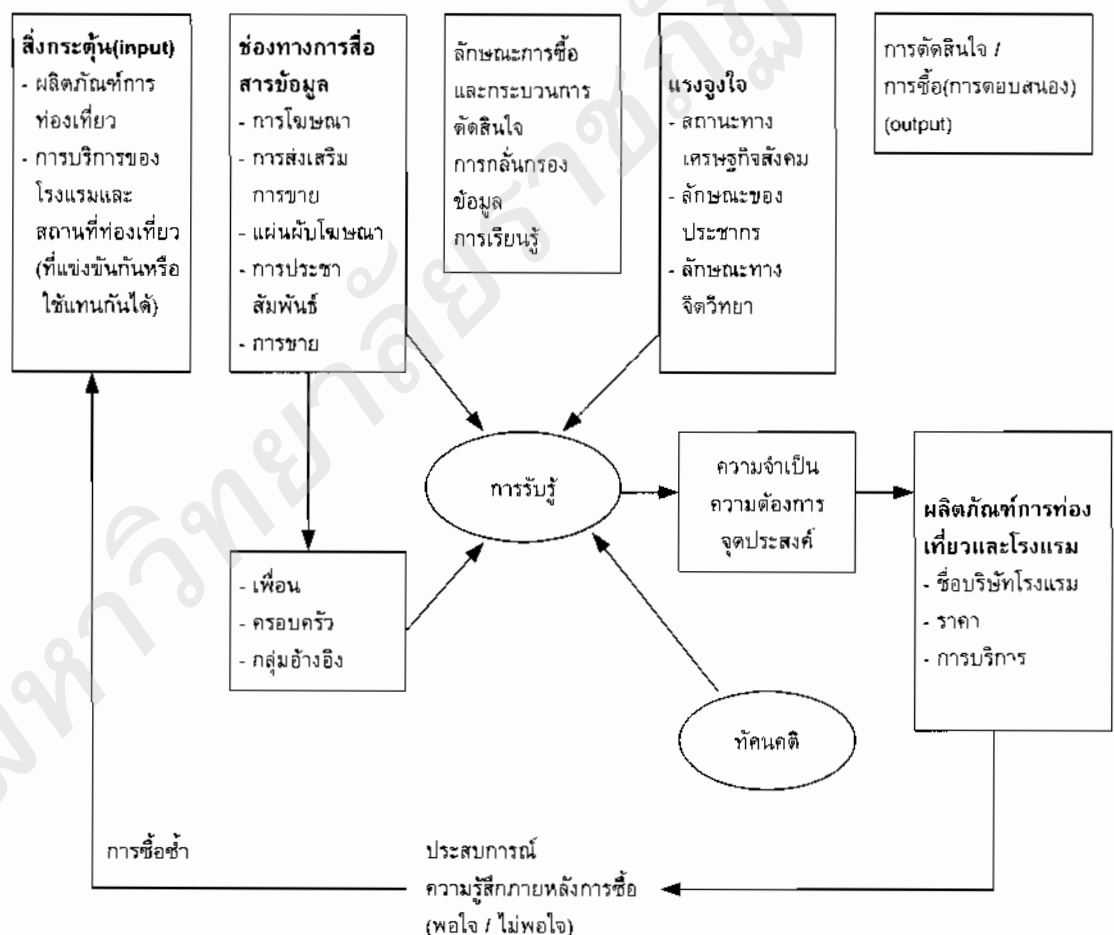 สิ่งกระตุ้น(input)
- ผลิตภัณฑ์การ
ท่องเที่ยว
- การบริการของ
โรงแรมและ
สถานที่ท่องเที่ยว
(ที่แข่งขันกันหรือ
ใช้แทนกันได้)
ช่องทางการสื่อ
สารข้อมูล
- การโฆษณา
- การส่งเสริม
การขาย
- แผ่นผับโฆษณา
- การประชา
สัมพันธ์
- การขาย
ลักษณะการซื้อ
และกระบวนการ
ตัดสินใจ
การกลั่นกรอง
ข้อมูล
การเรียนรู้
แรงจูงใจ
- สถานะทาง
เศรษฐกิจสังคม
- ลักษณะของ
ประชากร
- ลักษณะทาง
จิตวิทยา
การตัดสินใจ /
การซื้อ(การตอบสนอง)
(output)
การรับรู้
ความจำเป็น
ความต้องการ
จุดประสงค์
ผลิตภัณฑ์การท่อง
เที่ยวและโรงแรม
- ชื่อบริษัทโรงแรม
- ราคา
- การบริการ
- เพื่อน
- ครอบครัว
- กลุ่มอ้างอิง
ทัศนคติ
การซื้อซ้ำ
ประสบการณ์
ความรู้สึกภายหลังการซื้อ
(พอใจ / ไม่พอใจ)
มหาวิทยาลัยราชภัฏ